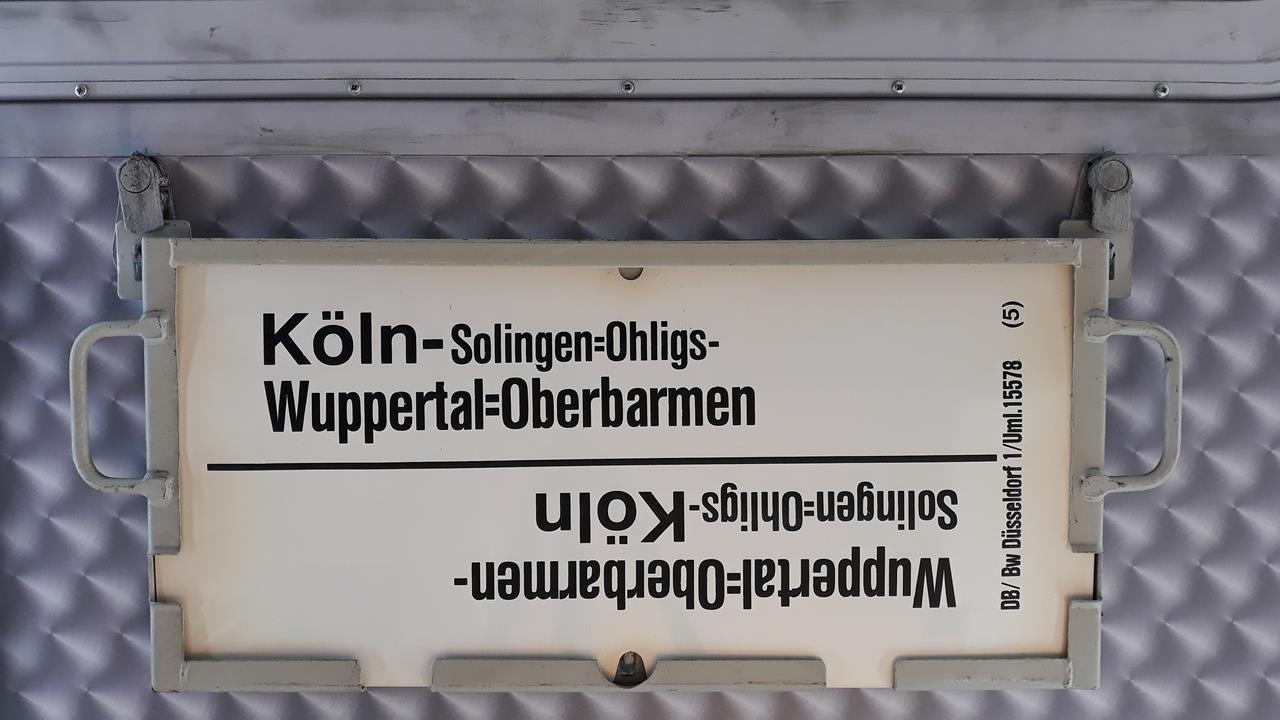 Köln-Solingen=Ohligs-
Wuppertal=Oberbarmen
Wuppertal=Oberbarmen-
Solingen=Ohligs-Köln
DB/ Bw Düsseldorf 1/Uml.15578 (5)